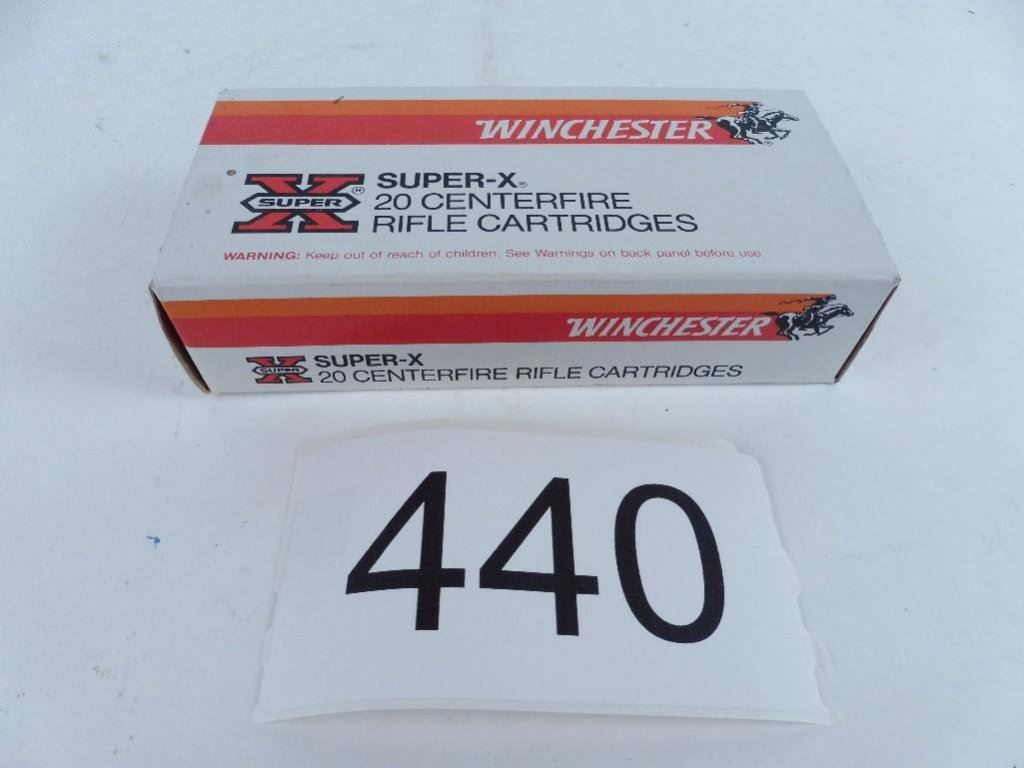 WINCHESTER
®
X SUPER ®
SUPER-X®
20 CENTERFIRE
RIFLE CARTRIDGES
WARNING: Keep out of reach of children. See Warnings on back panel before use.
WINCHESTER
X SUPER
SUPER-X
20 CENTERFIRE RIFLE CARTRIDGES
440